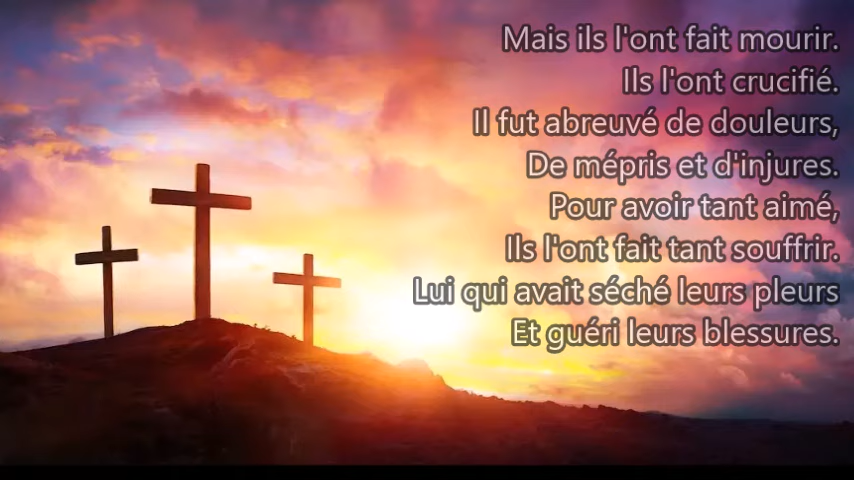 Mais ils l'ont fait mourir.
Ils l'ont crucifié.
Il fut abreuvé de douleurs,
De mépris et d'injures.
Pour avoir tant aimé,
Ils l'ont fait tant souffrir.
Lui qui avait séché leurs pleurs
Et guéri leurs blessures.